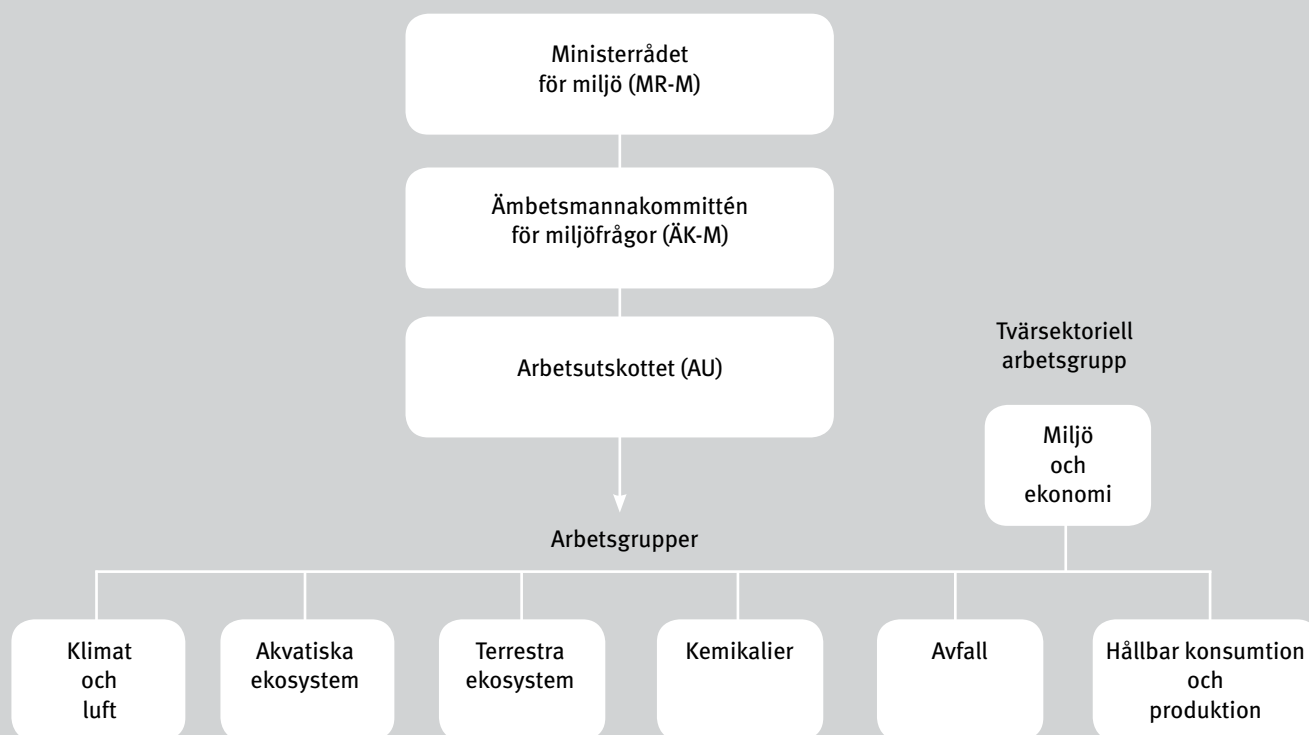 Ministerrådet
för miljö (MR-M)
Ämbetsmannakommittén
för miljöfrågor (ÄK-M)
Arbetsutskottet (AU)
Tvärsektoriell
arbetsgrupp
Miljö
och
ekonomi
Arbetsgrupper
Klimat
och
luft
Akvatiska
ekosystem
Terrestra
ekosystem
Kemikalier
Avfall
Hållbar konsumtion
och
produktion